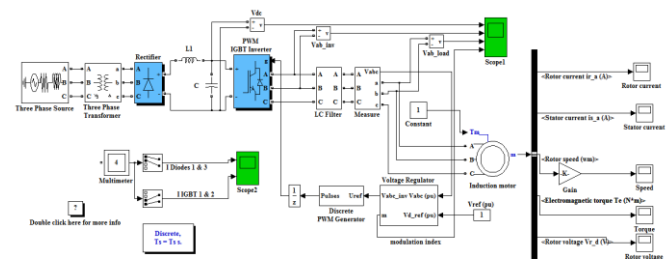 Vdc
Vab_inv
Vab_load
Scope1
Rectifier
L1
C
PWM
IGBT Inverter
g
A
B
C
A
B
C
A
B
C
A
B
C
Vabc
a
b
c
Three Phase Source
Three Phase
Transfomer
LC Filter
Measure
1
Constant
Tm
A
B
C
m
Induction motor
<Rotor current ir_a (A)
Rotor current
<Stator current is_a (A)
Stator current
<Rotor speed (wm)>
-K-
Gain
Speed
<Electromagnetic torque Te (N*m)>
Torque
<Rotor voltage Vr_d (V)
Rotor voltage
4
Multimeter
I Diodes 1 & 3
I IGBT 1 & 2
Scope2
1
z
Pulses Uref
Discrete
PWM Generator
Voltage Regulator
Vabc_inv Vabc (pu)
m
Vd_ref (pu)
modulation index
Vref (pu)
1
?
Double click for more info
Discrete,
Ts = Ts s.